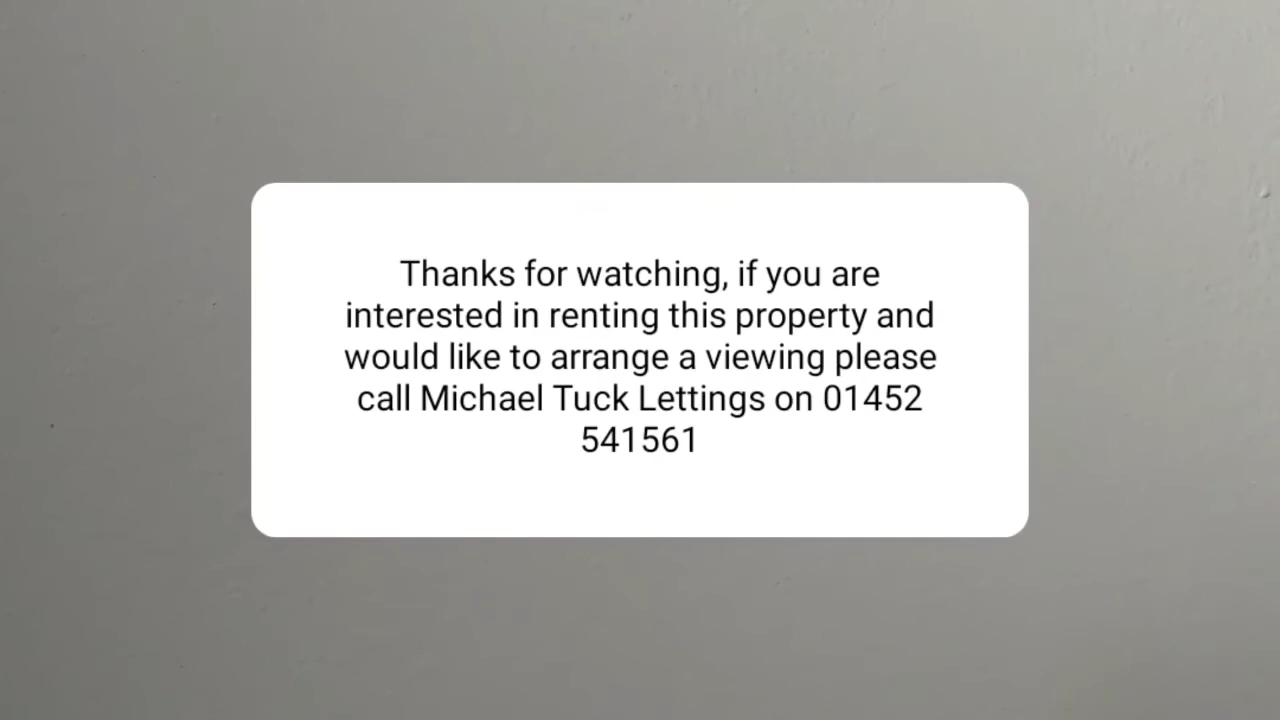 Thanks for watching, if you are
interested in renting this property and
would like to arrange a viewing please
call Michael Tuck Lettings on 01452
541561